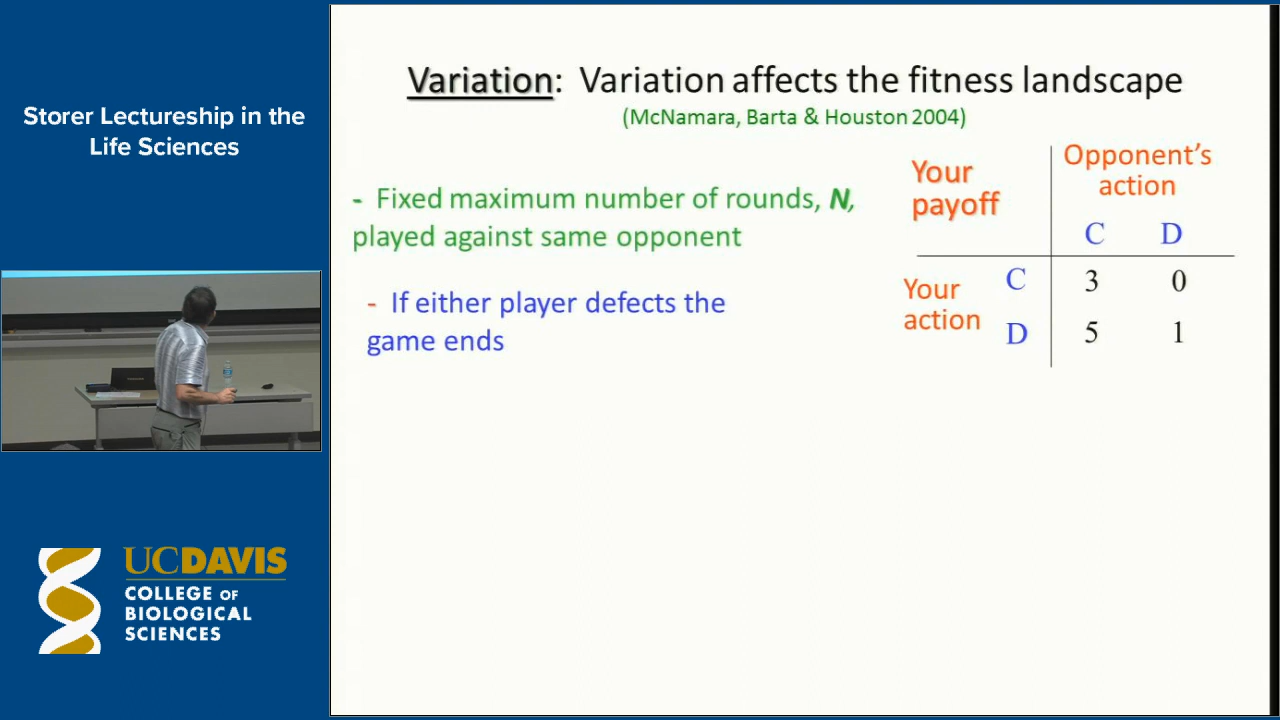 Storer Lectureship in the
Life Sciences
UCDAVIS
COLLEGE OF
BIOLOGICAL
SCIENCES
Variation: Variation affects the fitness landscape
(McNamara, Barta & Houston 2004)
- Fixed maximum number of rounds, N,
played against same opponent
- If either player defects the
game ends
Your
payoff
Opponent's
action
C D
Your
action
C 3 0
D 5 1